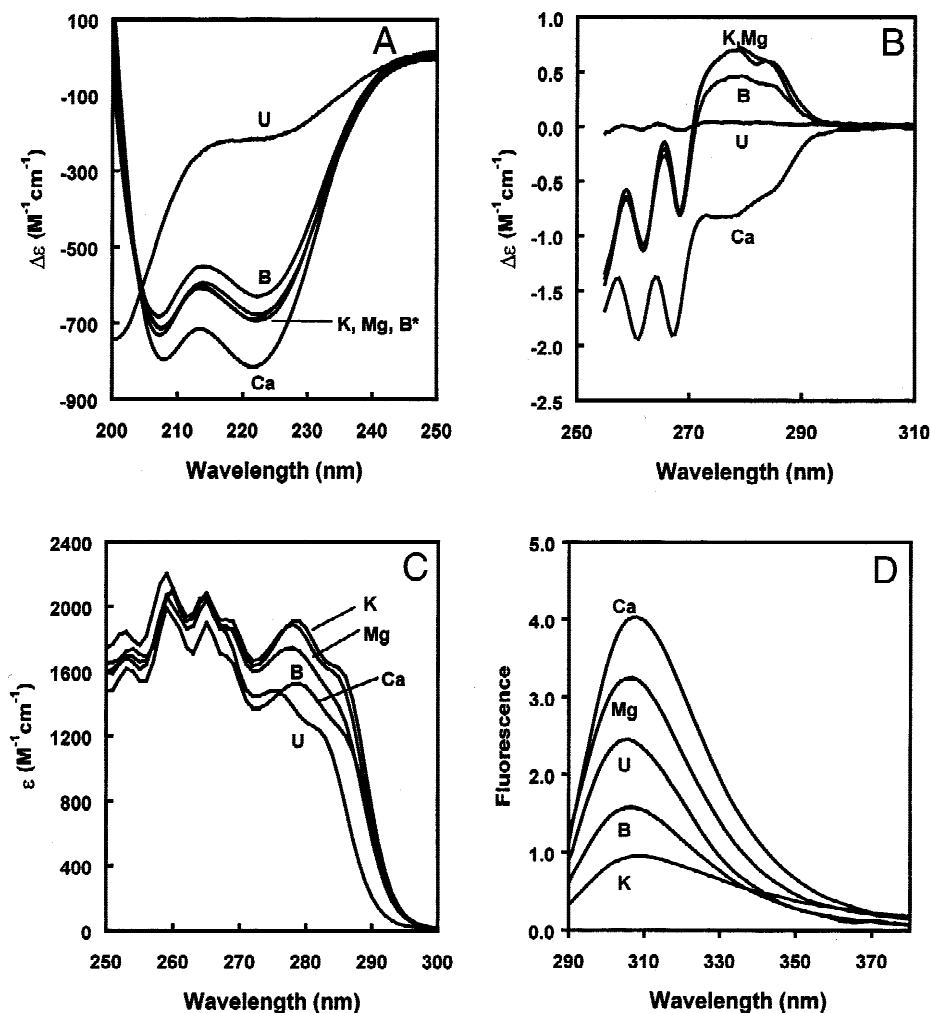 A
100
-100
-300
-500
-700
-900
200 210 220 230 240 250
Δε (M⁻¹cm⁻¹)
Wavelength (nm)
U
B
K, Mg, B*
Ca
B
1.0
0.5
0.0
-0.5
-1.0
-1.5
-2.0
-2.5
250 270 290 310
Δε (M⁻¹cm⁻¹)
Wavelength (nm)
K,Mg
B
U
Ca
C
2400
2000
1600
1200
800
400
0
250 260 270 280 290 300
ε (M⁻¹cm⁻¹)
Wavelength (nm)
K
Mg
B
Ca
U
D
5.0
4.0
3.0
2.0
1.0
0.0
290 310 330 350 370
Fluorescence
Wavelength (nm)
Ca
Mg
U
B
K